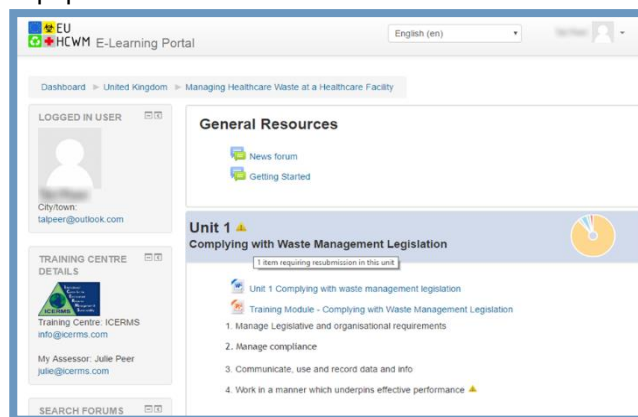 EU
HCWM E-Learning Portal
English (en)
Dashboard ► United Kingdom ► Managing Healthcare Waste at a Healthcare Facility
LOGGED IN USER
City/town:
talpeer@outlook.com
TRAINING CENTRE
DETAILS
ICERMS
Training Centre: ICERMS
info@icerms.com
My Assessor: Julie Peer
julie@icerms.com
SEARCH FORUMS
General Resources
News forum
Getting Started
Unit 1
Complying with Waste Management Legislation
1 item requiring resubmission in this unit
Unit 1 Complying with waste management legislation
Training Module - Complying with Waste Management Legislation
1. Manage Legislative and organisational requirements
2. Manage compliance
3. Communicate, use and record data and info
4. Work in a manner which underpins effective performance